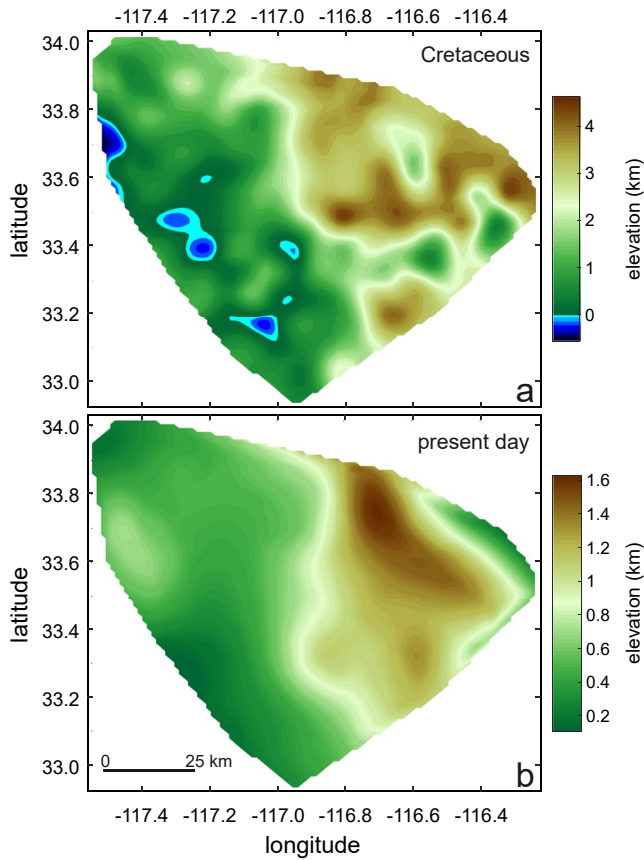 -117.4 -117.2 -117.0 -116.8 -116.6 -116.4
34.0
Cretaceous
33.8
33.6
33.4
33.2
33.0
latitude
a
4
3
2
1
0
elevation (km)
34.0
present day
33.8
33.6
33.4
33.2
33.0
latitude
0 25 km
b
1.6
1.4
1.2
1.0
0.8
0.6
0.4
0.2
elevation (km)
-117.4 -117.2 -117.0 -116.8 -116.6 -116.4
longitude